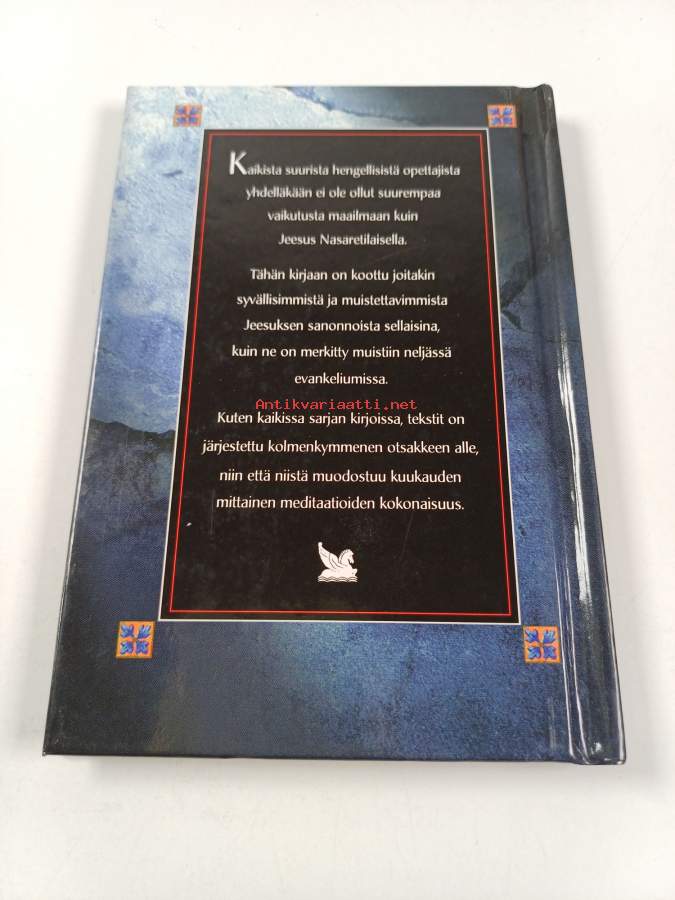 Kaikista suurista hengellisistä opettajista
yhdelläkään ei ole ollut suurempaa
vaikutusta maailmaan kuin
Jeesus Nasaretilaisella.
Tähän kirjaan on koottu joitakin
syvällisimmistä ja muistettavimmista
Jeesuksen sanonnoista sellaisina,
kuin ne on merkitty muistiin neljässä
evankeliumissa.
Antikvariaatti.net
Kuten kaikissa sarjan kirjoissa, tekstit on
järjestettu kolmenkymmenen otsakkeen alle,
niin että niistä muodostuu kuukauden
mittainen meditaatioiden kokonaisuus.